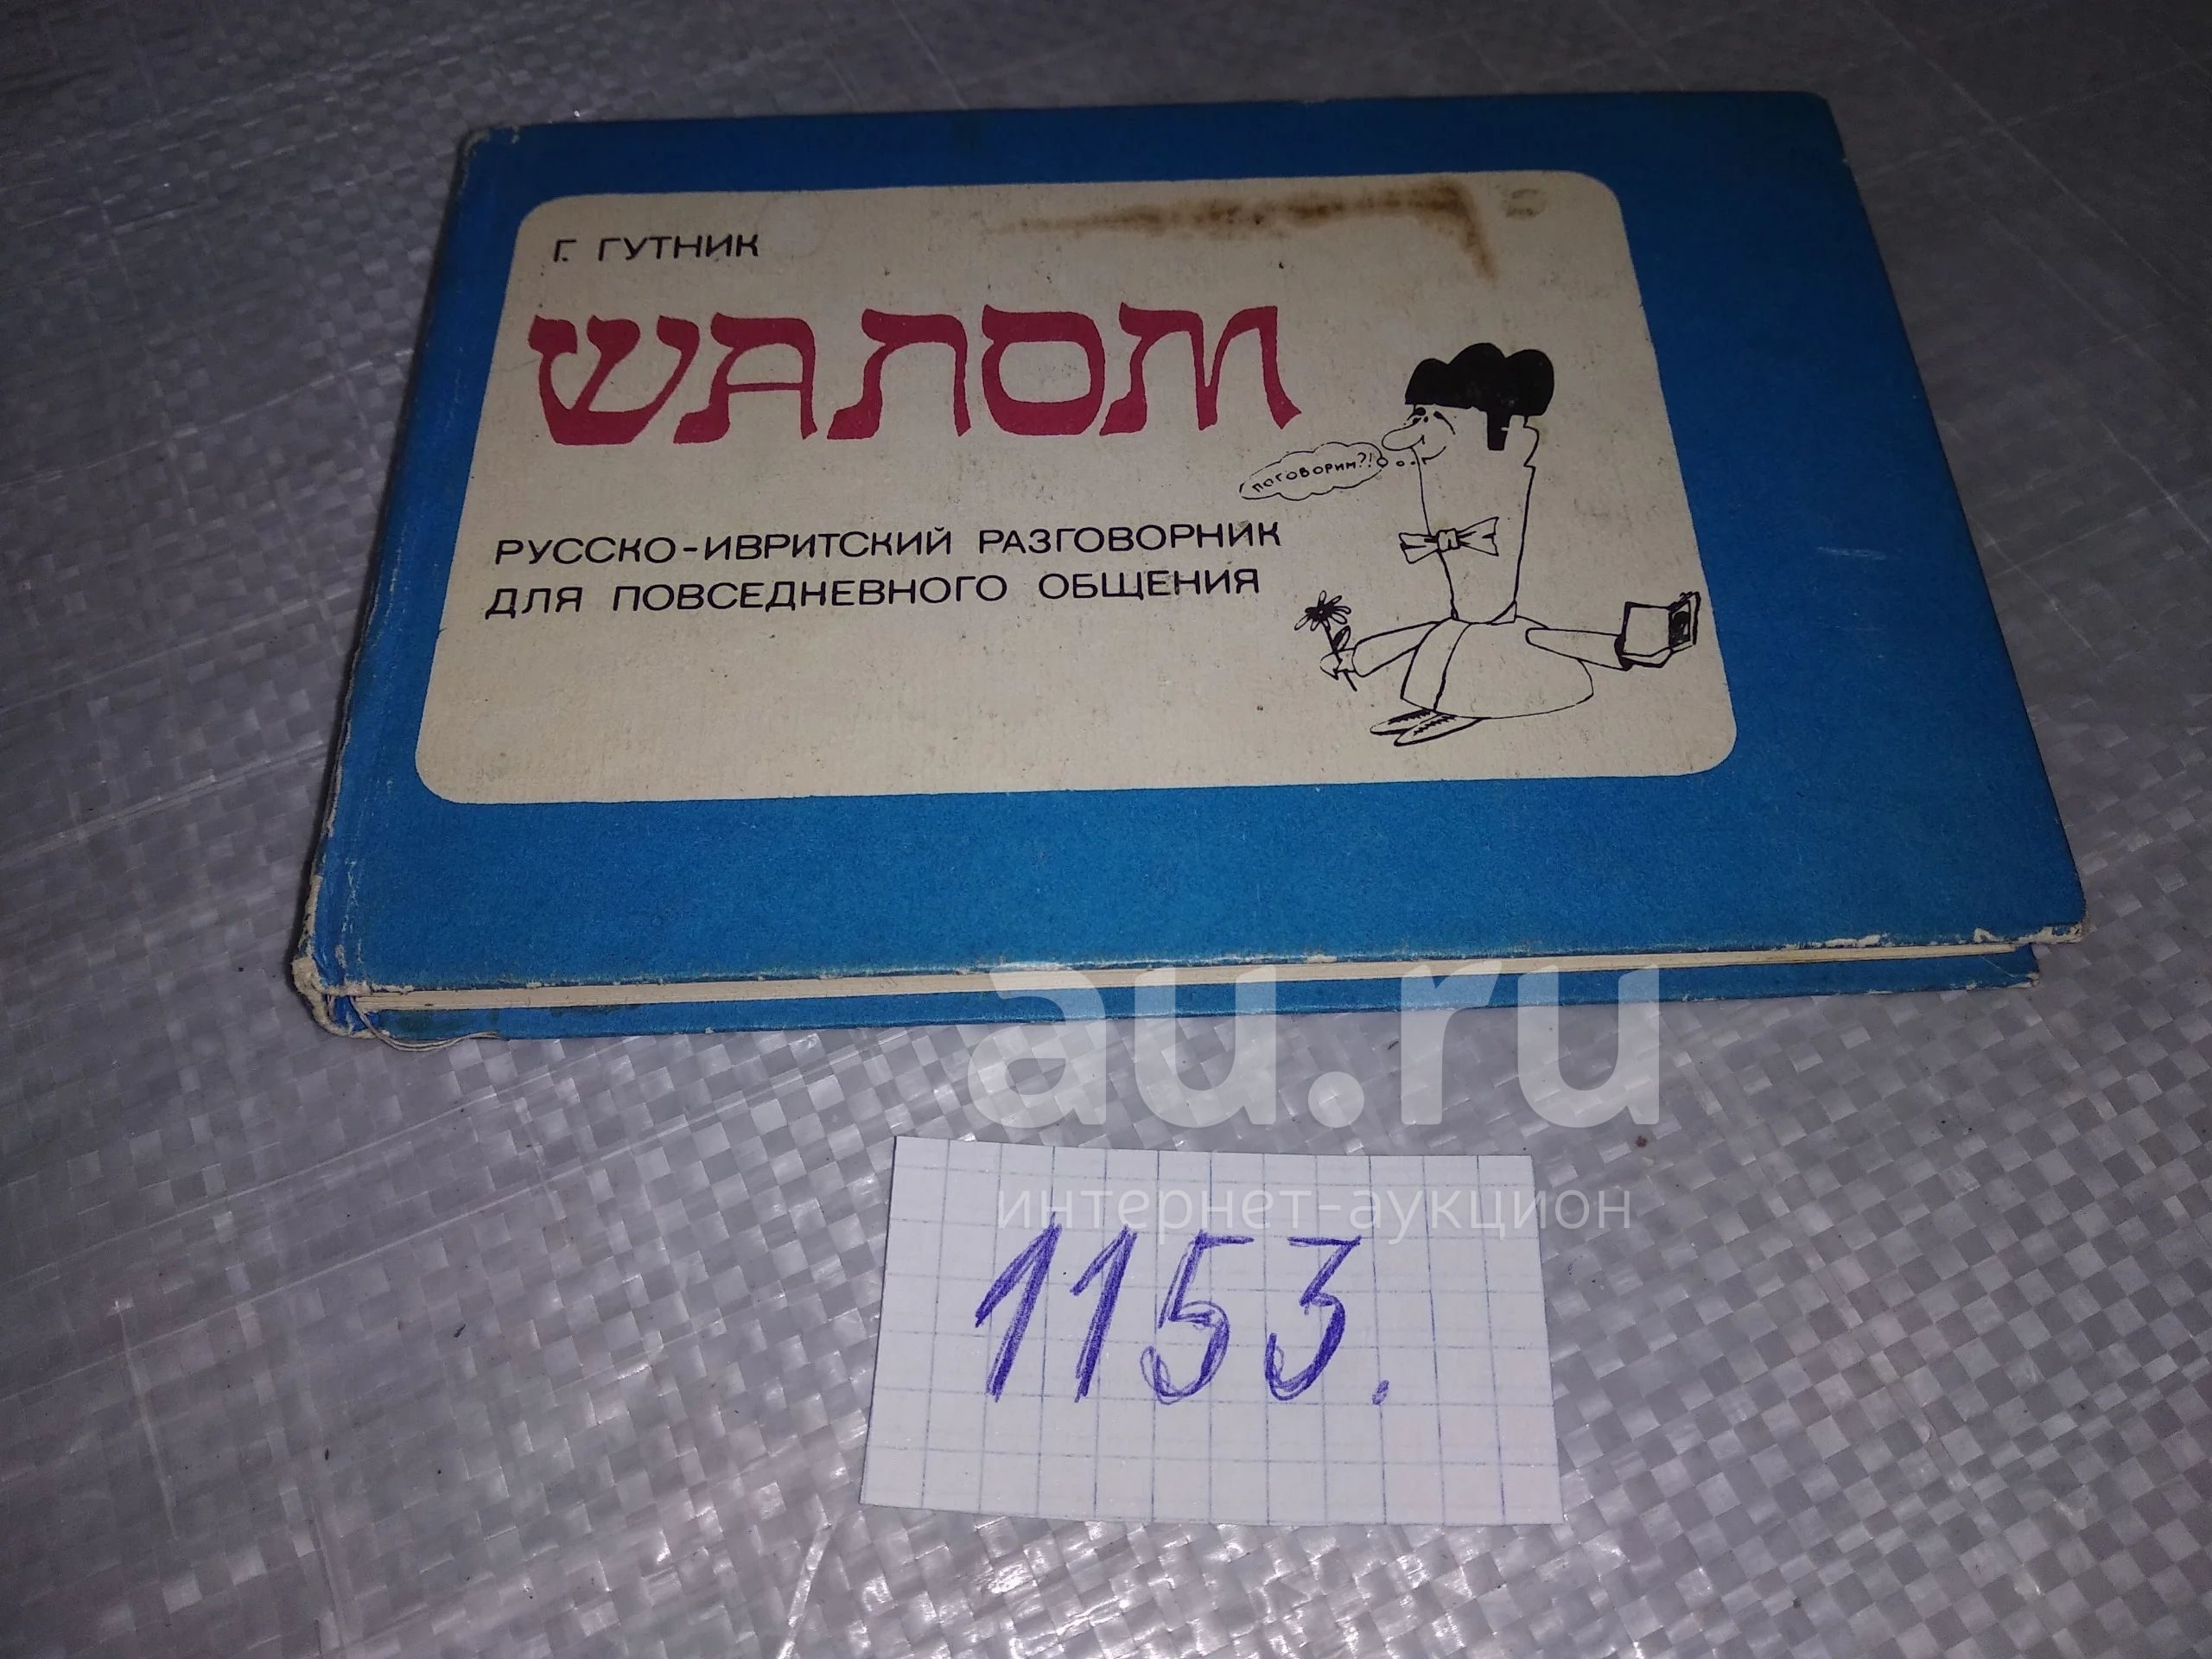 Г. ГУТНИК
ШАЛОМ
ПОГОВОРИМ?!
РУССКО-ИВРИТСКИЙ РАЗГОВОРНИК
ДЛЯ ПОВСЕДНЕВНОГО ОБЩЕНИЯ
au.ru
интернет-аукцион
1153.